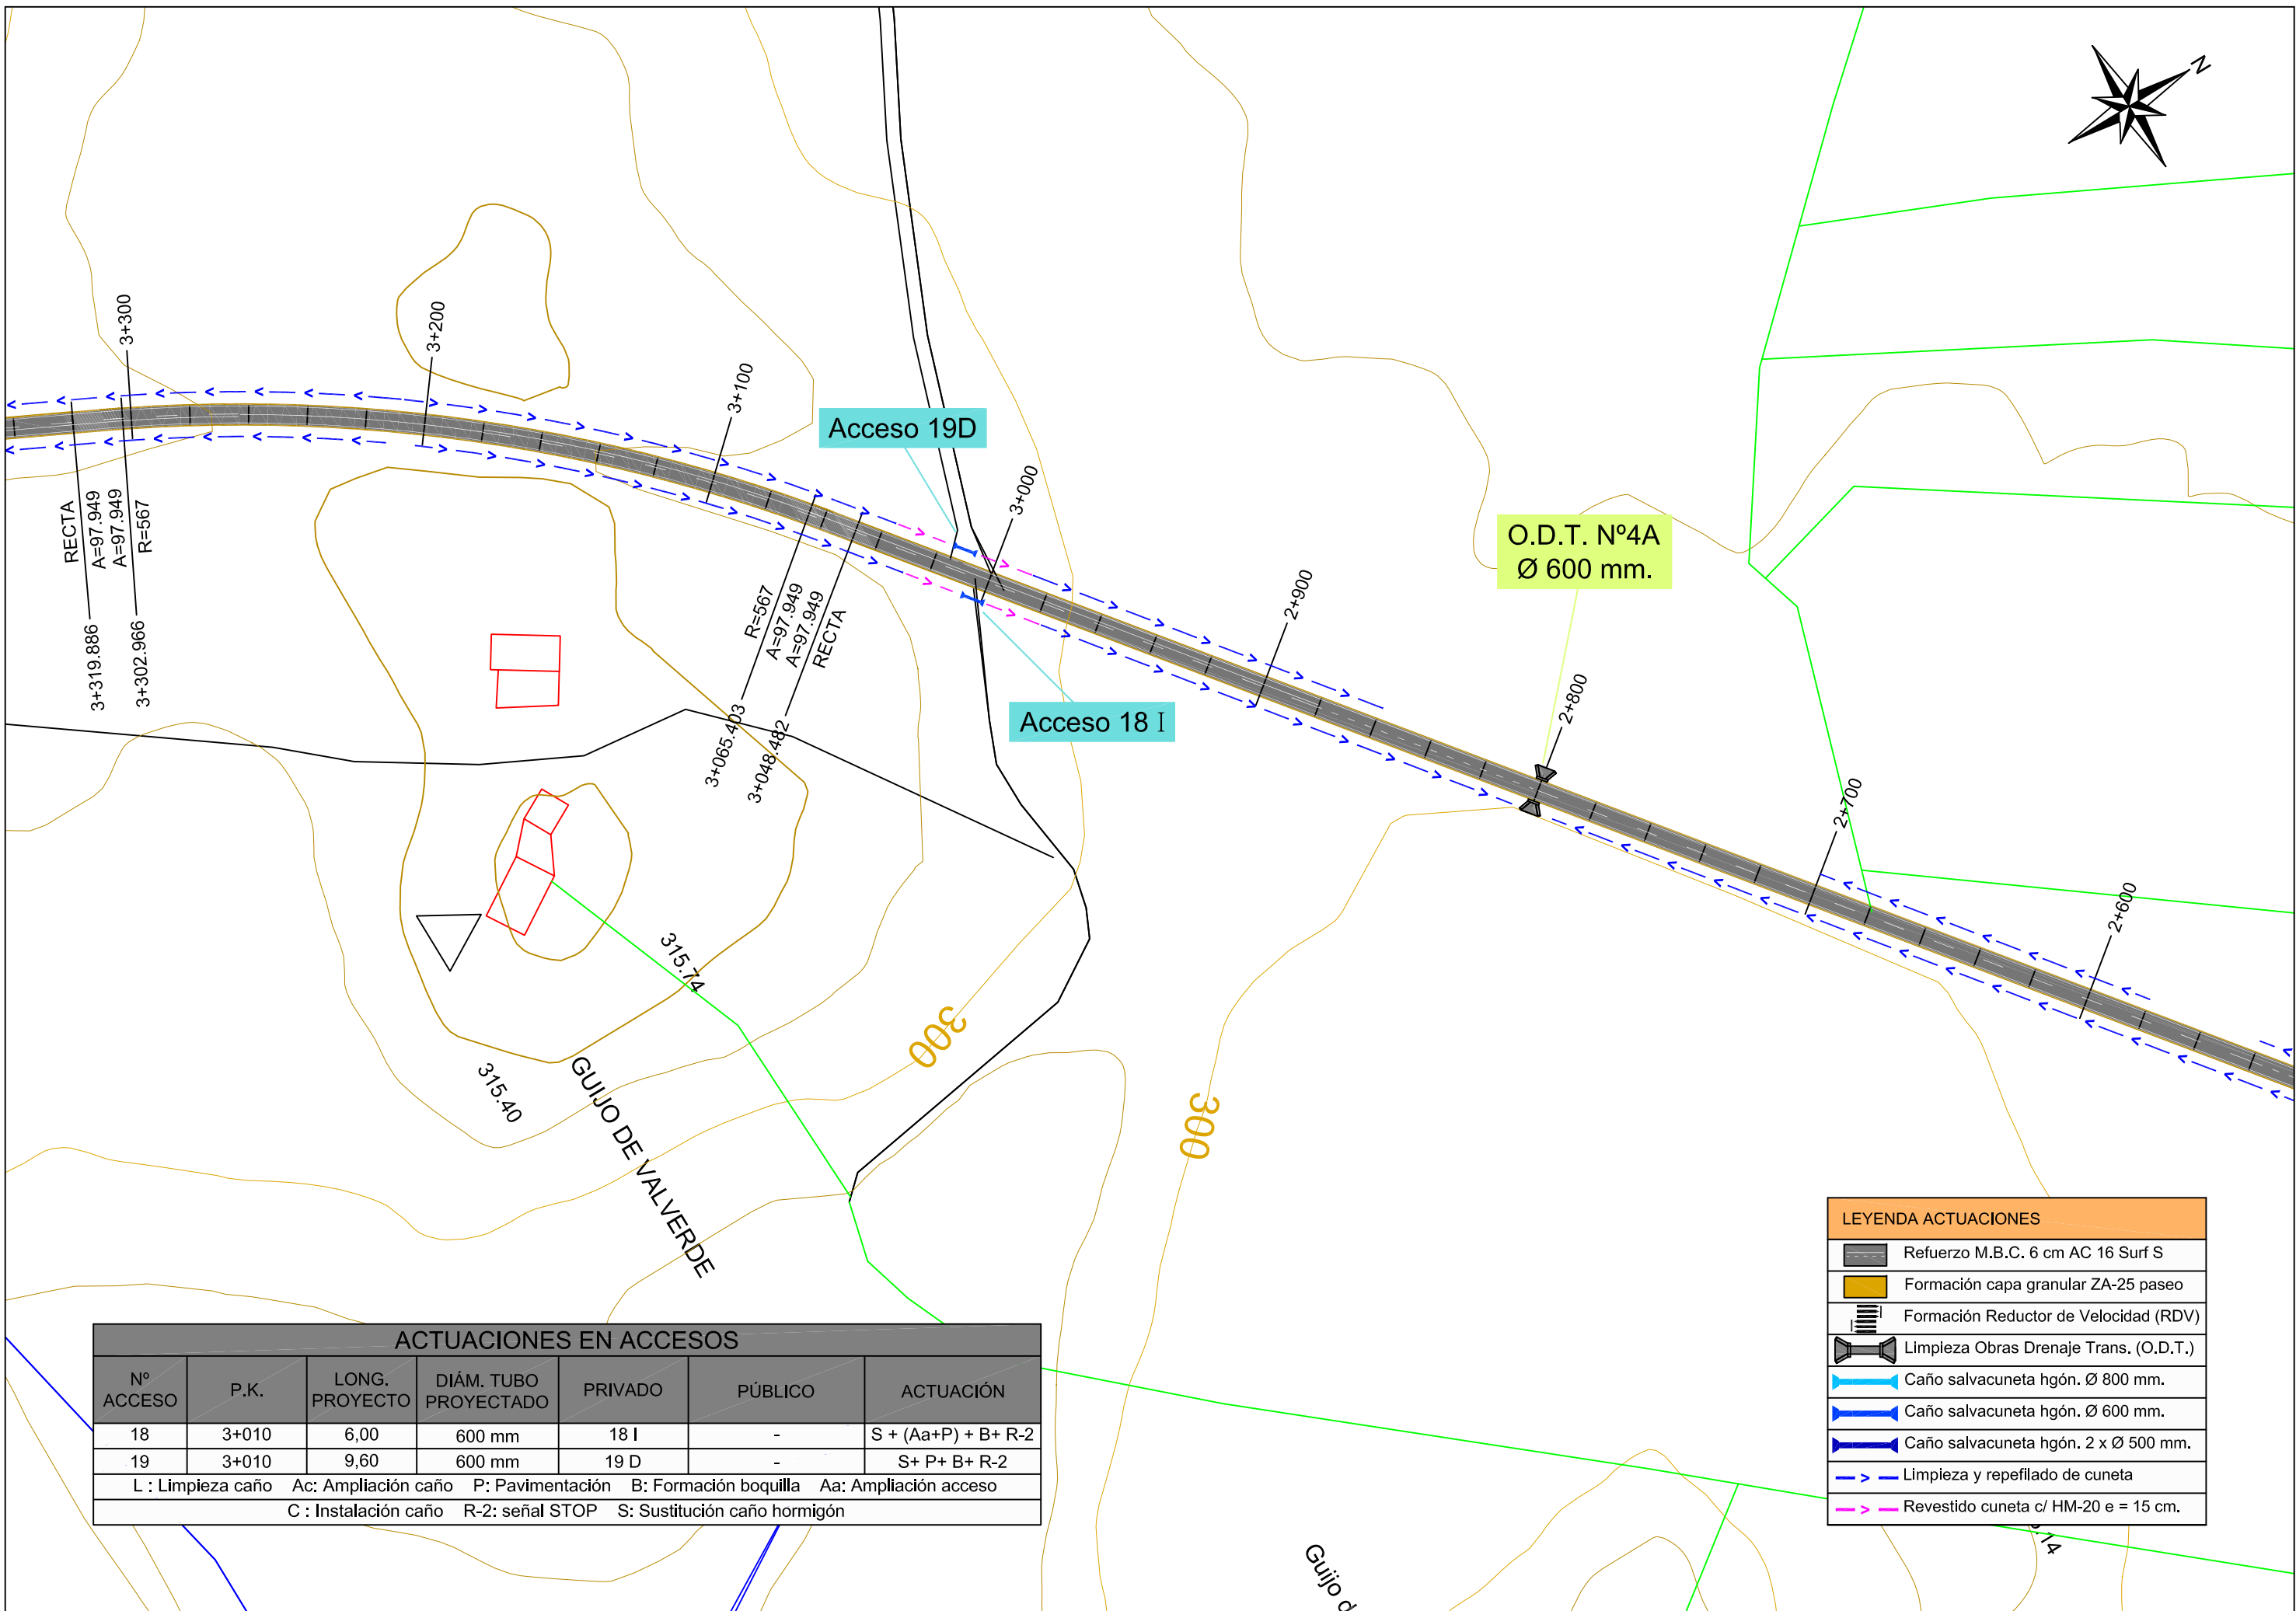 N
3+300
3+200
3+100
Acceso 19D
3+000
O.D.T. Nº4A
Ø 600 mm.
RECTA
A=97.949
A=97.949
R=567
3+319.886
3+302.966
R=567
A=97.949
A=97.949
RECTA
3+065.403
3+048.482
2+900
Acceso 18 I
2+800
2+700
2+600
315.74
300
315.40
GUIJO DE VALVERDE
300
LEYENDA ACTUACIONES
Refuerzo M.B.C. 6 cm AC 16 Surf S
Formación capa granular ZA-25 paseo
Formación Reductor de Velocidad (RDV)
Limpieza Obras Drenaje Trans. (O.D.T.)
Caño salvacuneta hgón. Ø 800 mm.
Caño salvacuneta hgón. Ø 600 mm.
Caño salvacuneta hgón. 2 x Ø 500 mm.
Limpieza y repefilado de cuneta
Revestido cuneta c/ HM-20 e = 15 cm.
ACTUACIONES EN ACCESOS
Nº ACCESO P.K. LONG. PROYECTO DIÁM. TUBO PROYECTADO PRIVADO PÚBLICO ACTUACIÓN
18 3+010 6,00 600 mm 18 I - S + (Aa+P) + B+ R-2
19 3+010 9,60 600 mm 19 D - S+ P+ B+ R-2
L : Limpieza caño Ac: Ampliación caño P: Pavimentación B: Formación boquilla Aa: Ampliación acceso
C : Instalación caño R-2: señal STOP S: Sustitución caño hormigón
Guijo d